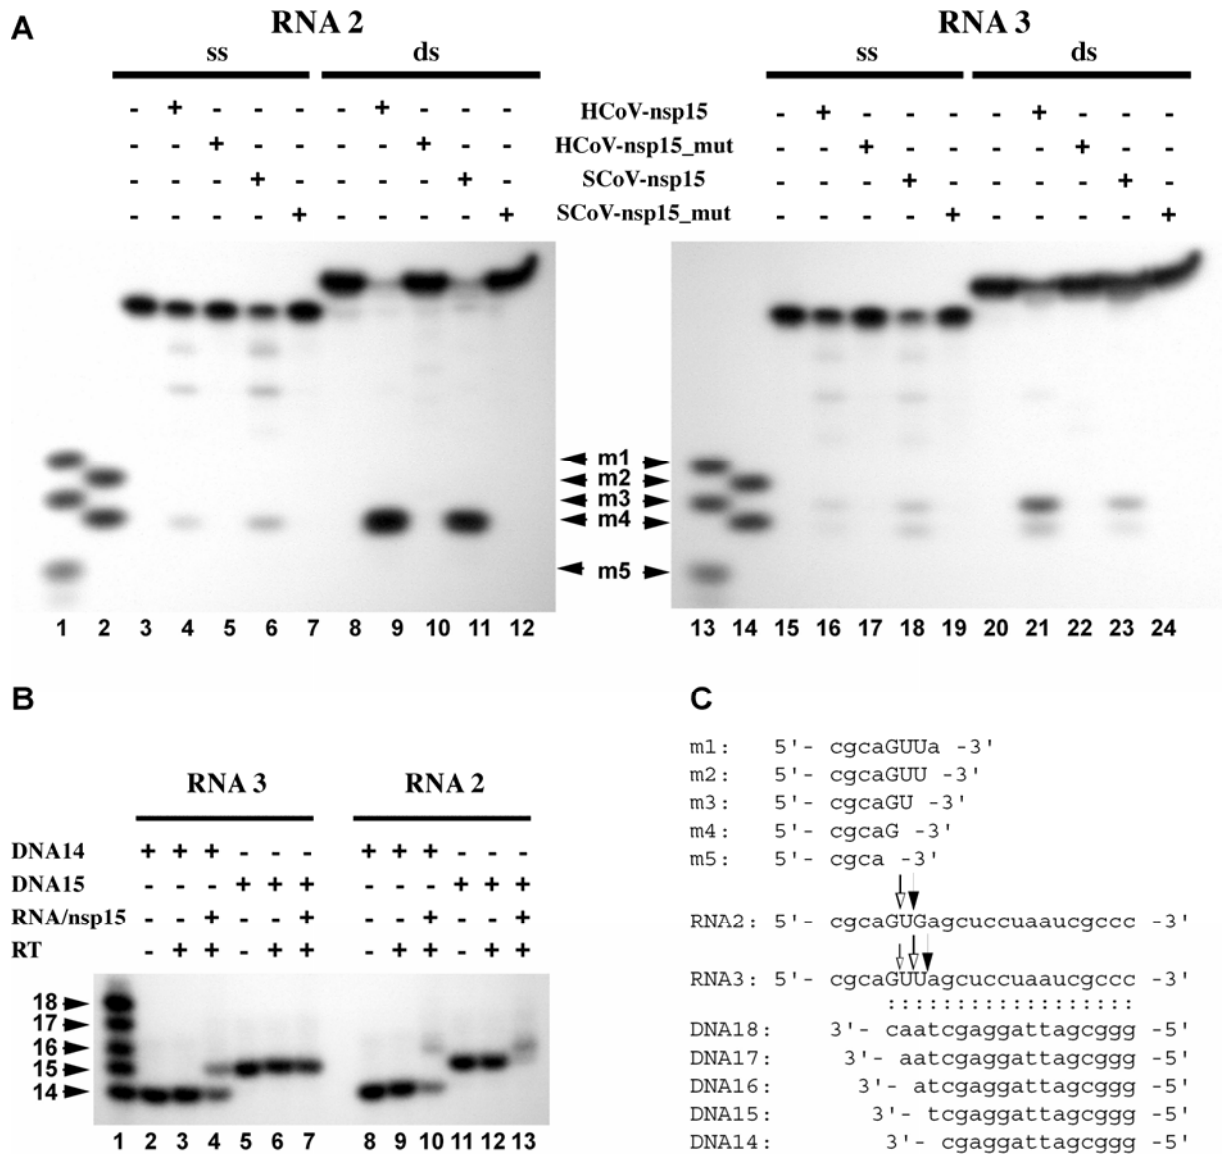 A
RNA 2
RNA 3
ss
ds
ss
ds
- + - - - - + - - - HCoV-nsp15 - + - - - - + - - -
- - + - - - - + - - HCoV-nsp15_mut - - + - - - - + - -
- - - + - - - - + - SCoV-nsp15 - - - + - - - - + -
- - - - + - - - - + SCoV-nsp15_mut - - - - + - - - - +
m1
m2
m3
m4
m5
1 2 3 4 5 6 7 8 9 10 11 12
13 14 15 16 17 18 19 20 21 22 23 24
B
RNA 3
RNA 2
DNA14 + + + - - - + + + - - -
DNA15 - - - + + + - - - + + +
RNA/nsp15 - - + - - + - - + - - +
RT - + + - + + - + + - + +
18
17
16
15
14
1 2 3 4 5 6 7 8 9 10 11 12 13
C
m1: 5'- cgcaGUUa -3'
m2: 5'- cgcaGUU -3'
m3: 5'- cgcaGU -3'
m4: 5'- cgcaG -3'
m5: 5'- cgca -3'
RNA2: 5'- cgcaGUGagcuccuaaucgccc -3'
RNA3: 5'- cgcaGUUagcuccuaaucgccc -3'
: : : : : : : : : : : : : : : : : :
DNA18: 3'- caatcgaggattagcggg -5'
DNA17: 3'- aatcgaggattagcggg -5'
DNA16: 3'- atcgaggattagcggg -5'
DNA15: 3'- tcgaggattagcggg -5'
DNA14: 3'- cgaggattagcggg -5'